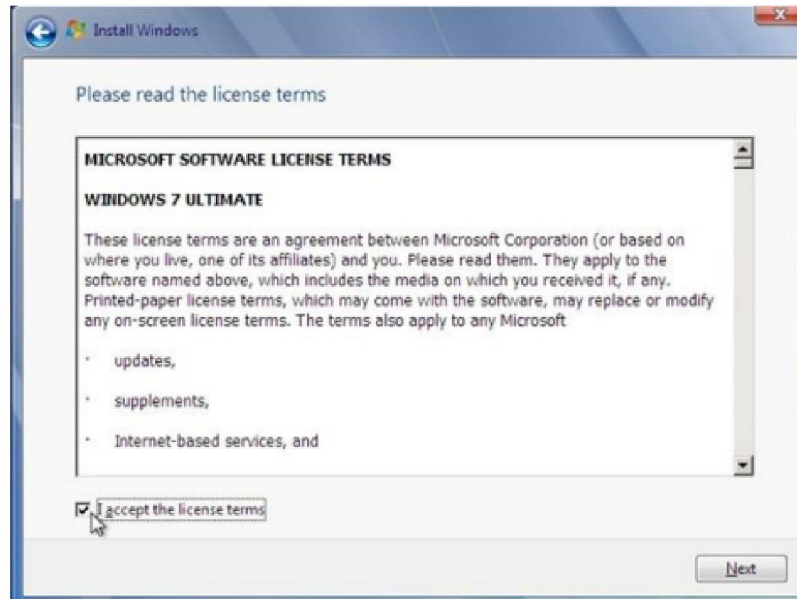 Install Windows
Please read the license terms
MICROSOFT SOFTWARE LICENSE TERMS
WINDOWS 7 ULTIMATE
These license terms are an agreement between Microsoft Corporation (or based on
where you live, one of its affiliates) and you. Please read them. They apply to the
software named above, which includes the media on which you received it, if any.
Printed-paper license terms, which may come with the software, may replace or modify
any on-screen license terms. The terms also apply to any Microsoft
· updates,
· supplements,
· Internet-based services, and
I accept the license terms
Next